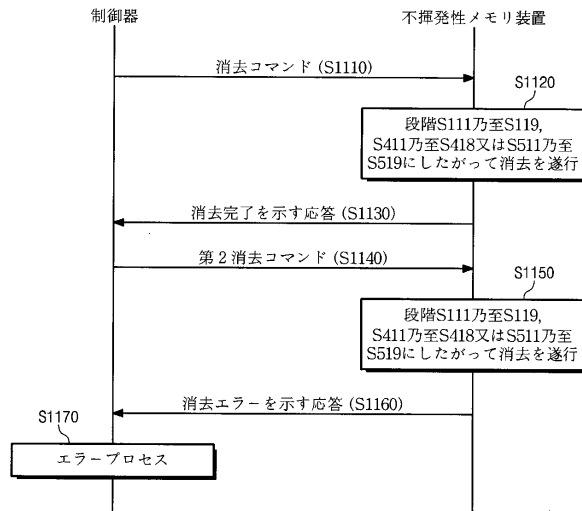 制御器
不揮発性メモリ装置
消去コマンド(S1110)
S1120
段階S111乃至S119,
S411乃至S418又はS511乃至
S519にしたがって消去を遂行
消去完了を示す応答(S1130)
第2消去コマンド(S1140)
S1150
段階S111乃至S119,
S411乃至S418又はS511乃至
S519にしたがって消去を遂行
消去エラーを示す応答(S1160)
S1170
エラープロセス